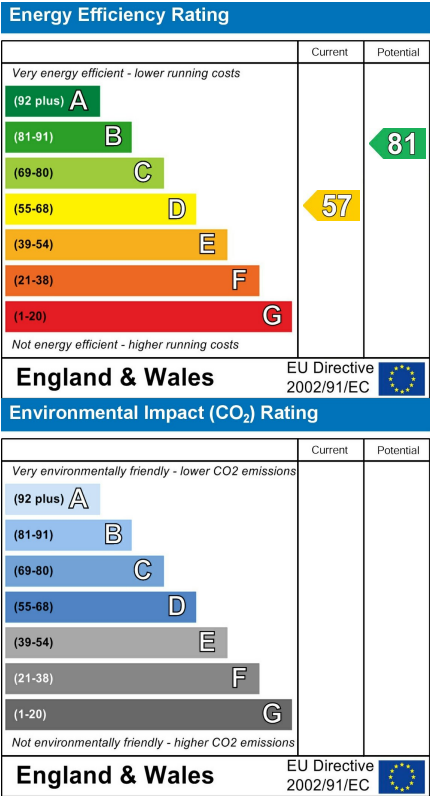 Energy Efficiency Rating
Current Potential
Very energy efficient - lower running costs
(92 plus) A
(81-91) B
81
(69-80) C
(55-68) D
57
(39-54) E
(21-38) F
(1-20) G
Not energy efficient - higher running costs
England & Wales
EU Directive
2002/91/EC
Environmental Impact (CO₂) Rating
Current Potential
Very environmentally friendly - lower CO2 emissions
(92 plus) A
(81-91) B
(69-80) C
(55-68) D
(39-54) E
(21-38) F
(1-20) G
Not environmentally friendly - higher CO2 emissions
England & Wales
EU Directive
2002/91/EC